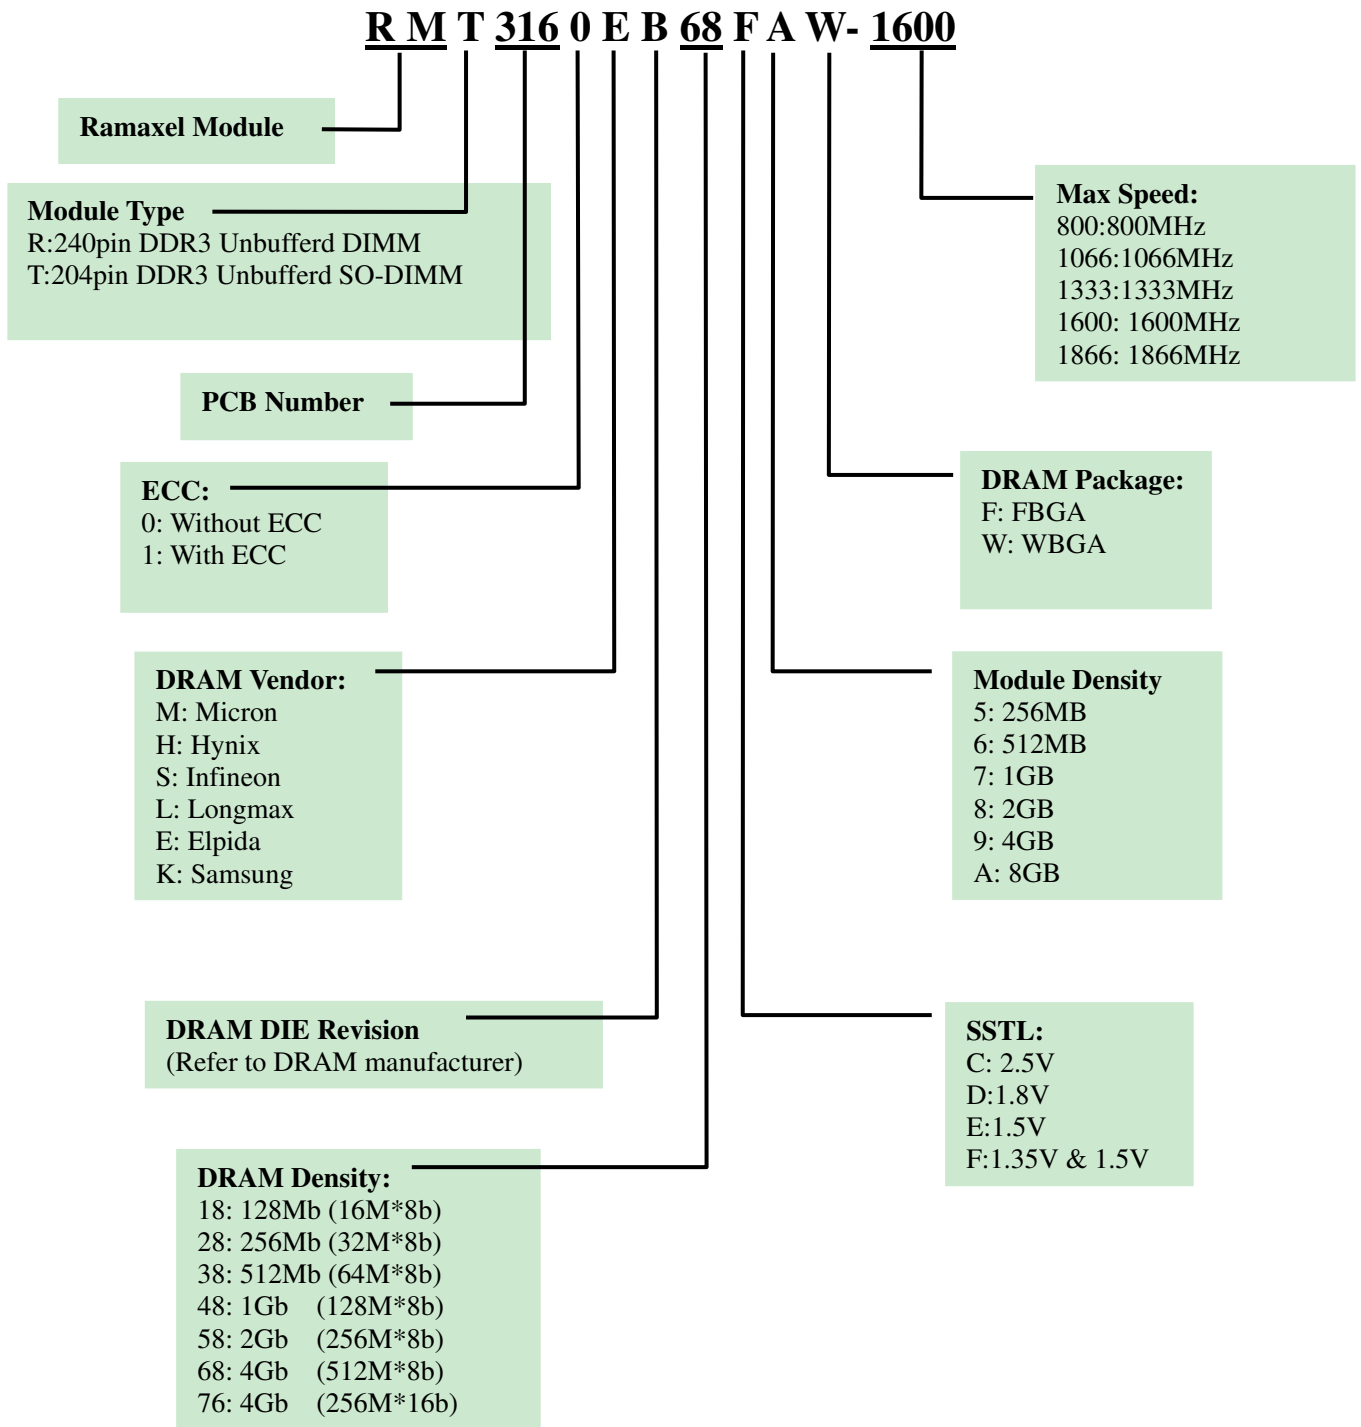 R M T 316 0 E B 68 F A W- 1600
Ramaxel Module
Module Type
R:240pin DDR3 Unbufferd DIMM
T:204pin DDR3 Unbufferd SO-DIMM
Max Speed:
800:800MHz
1066:1066MHz
1333:1333MHz
1600: 1600MHz
1866: 1866MHz
PCB Number
ECC:
0: Without ECC
1: With ECC
DRAM Package:
F: FBGA
W: WBGA
DRAM Vendor:
M: Micron
H: Hynix
S: Infineon
L: Longmax
E: Elpida
K: Samsung
Module Density
5: 256MB
6: 512MB
7: 1GB
8: 2GB
9: 4GB
A: 8GB
DRAM DIE Revision
(Refer to DRAM manufacturer)
SSTL:
C: 2.5V
D:1.8V
E:1.5V
F:1.35V & 1.5V
DRAM Density:
18: 128Mb (16M*8b)
28: 256Mb (32M*8b)
38: 512Mb (64M*8b)
48: 1Gb (128M*8b)
58: 2Gb (256M*8b)
68: 4Gb (512M*8b)
76: 4Gb (256M*16b)